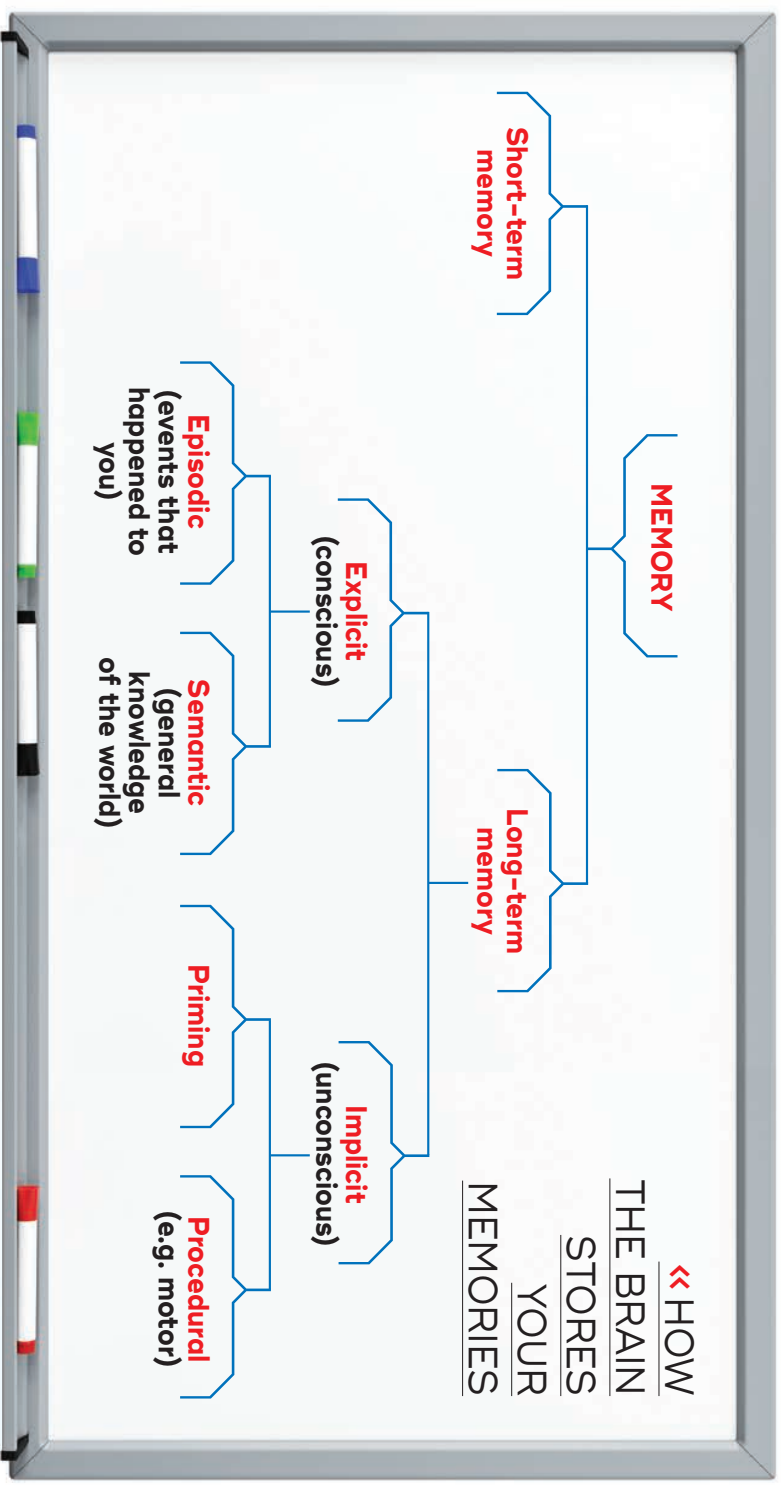 « HOW
THE BRAIN
STORES
YOUR
MEMORIES
MEMORY
Short-term
memory
Long-term
memory
Explicit
(conscious)
Implicit
(unconscious)
Episodic
(events that
happened to
you)
Semantic
(general
knowledge
of the world)
Priming
Procedural
(e.g. motor)